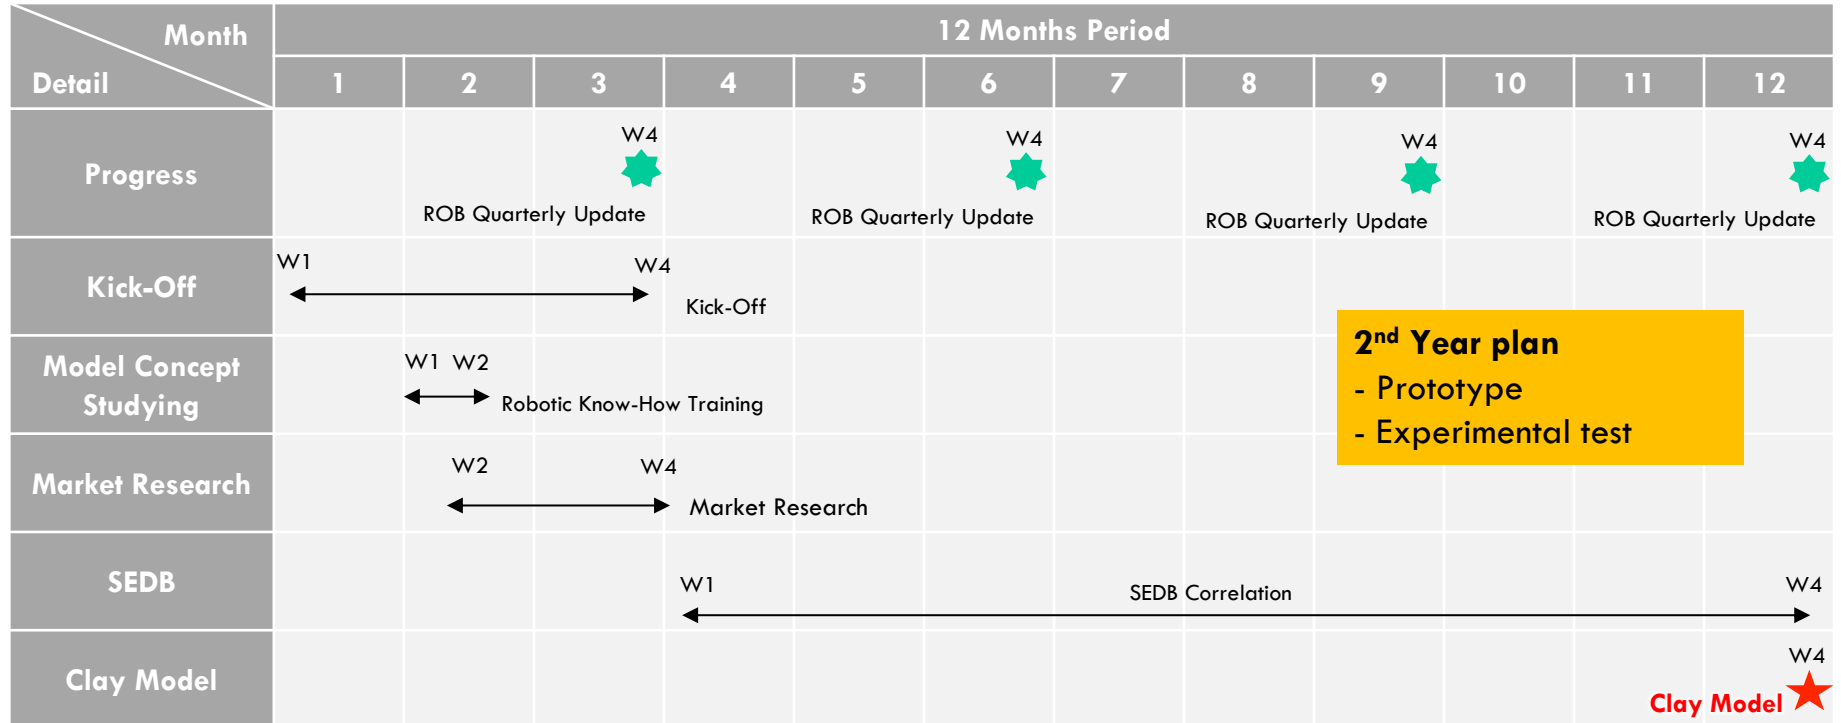 Month
12 Months Period
Detail
1 2 3 4 5 6 7 8 9 10 11 12
Progress
W4 W4 W4 W4
ROB Quarterly Update ROB Quarterly Update ROB Quarterly Update ROB Quarterly Update
Kick-Off
W1 W4
Kick-Off
Model Concept
Studying
W1 W2
Robotic Know-How Training
2nd Year plan
- Prototype
- Experimental test
Market Research
W2 W4
Market Research
SEDB
W1 W4
SEDB Correlation
Clay Model
W4
Clay Model